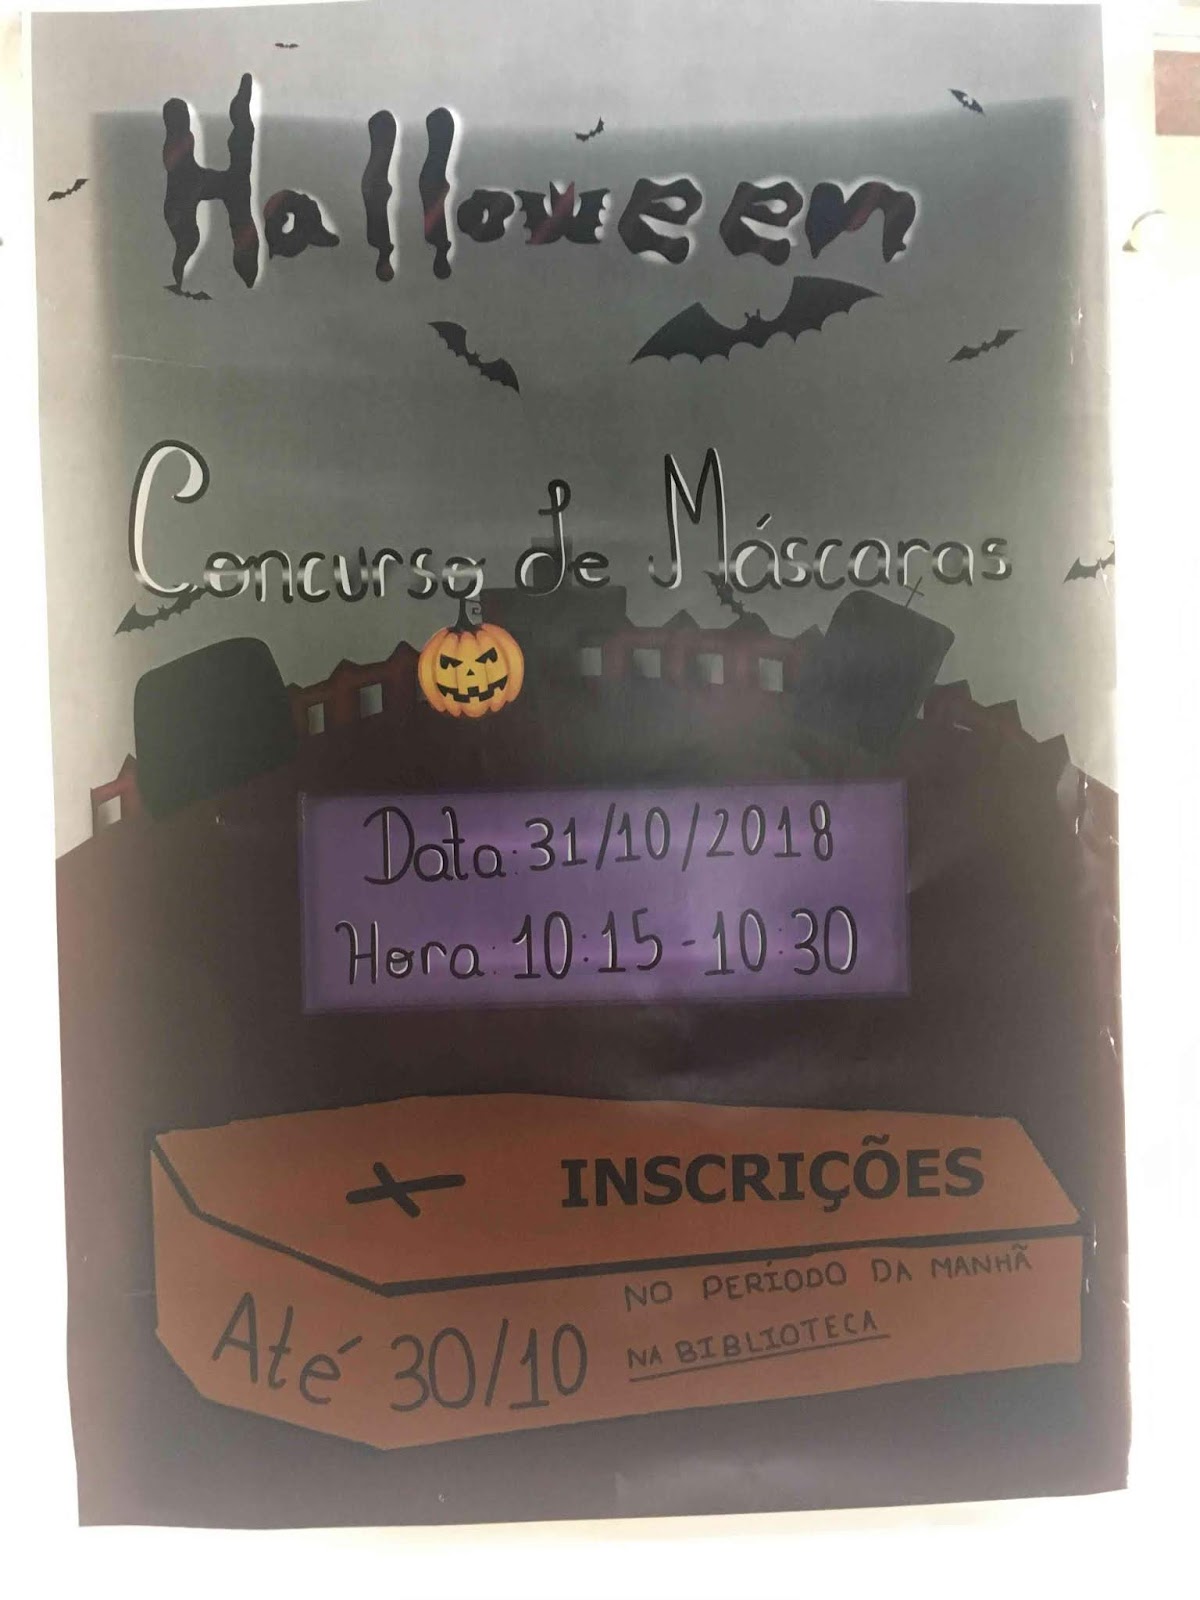 Halloween
Concurso de Máscaras
Data: 31/10/2018
Hora: 10:15 - 10:30
INSCRIÇÕES
NO PERÍODO DA MANHÃ
Até 30/10
NA BIBLIOTECA